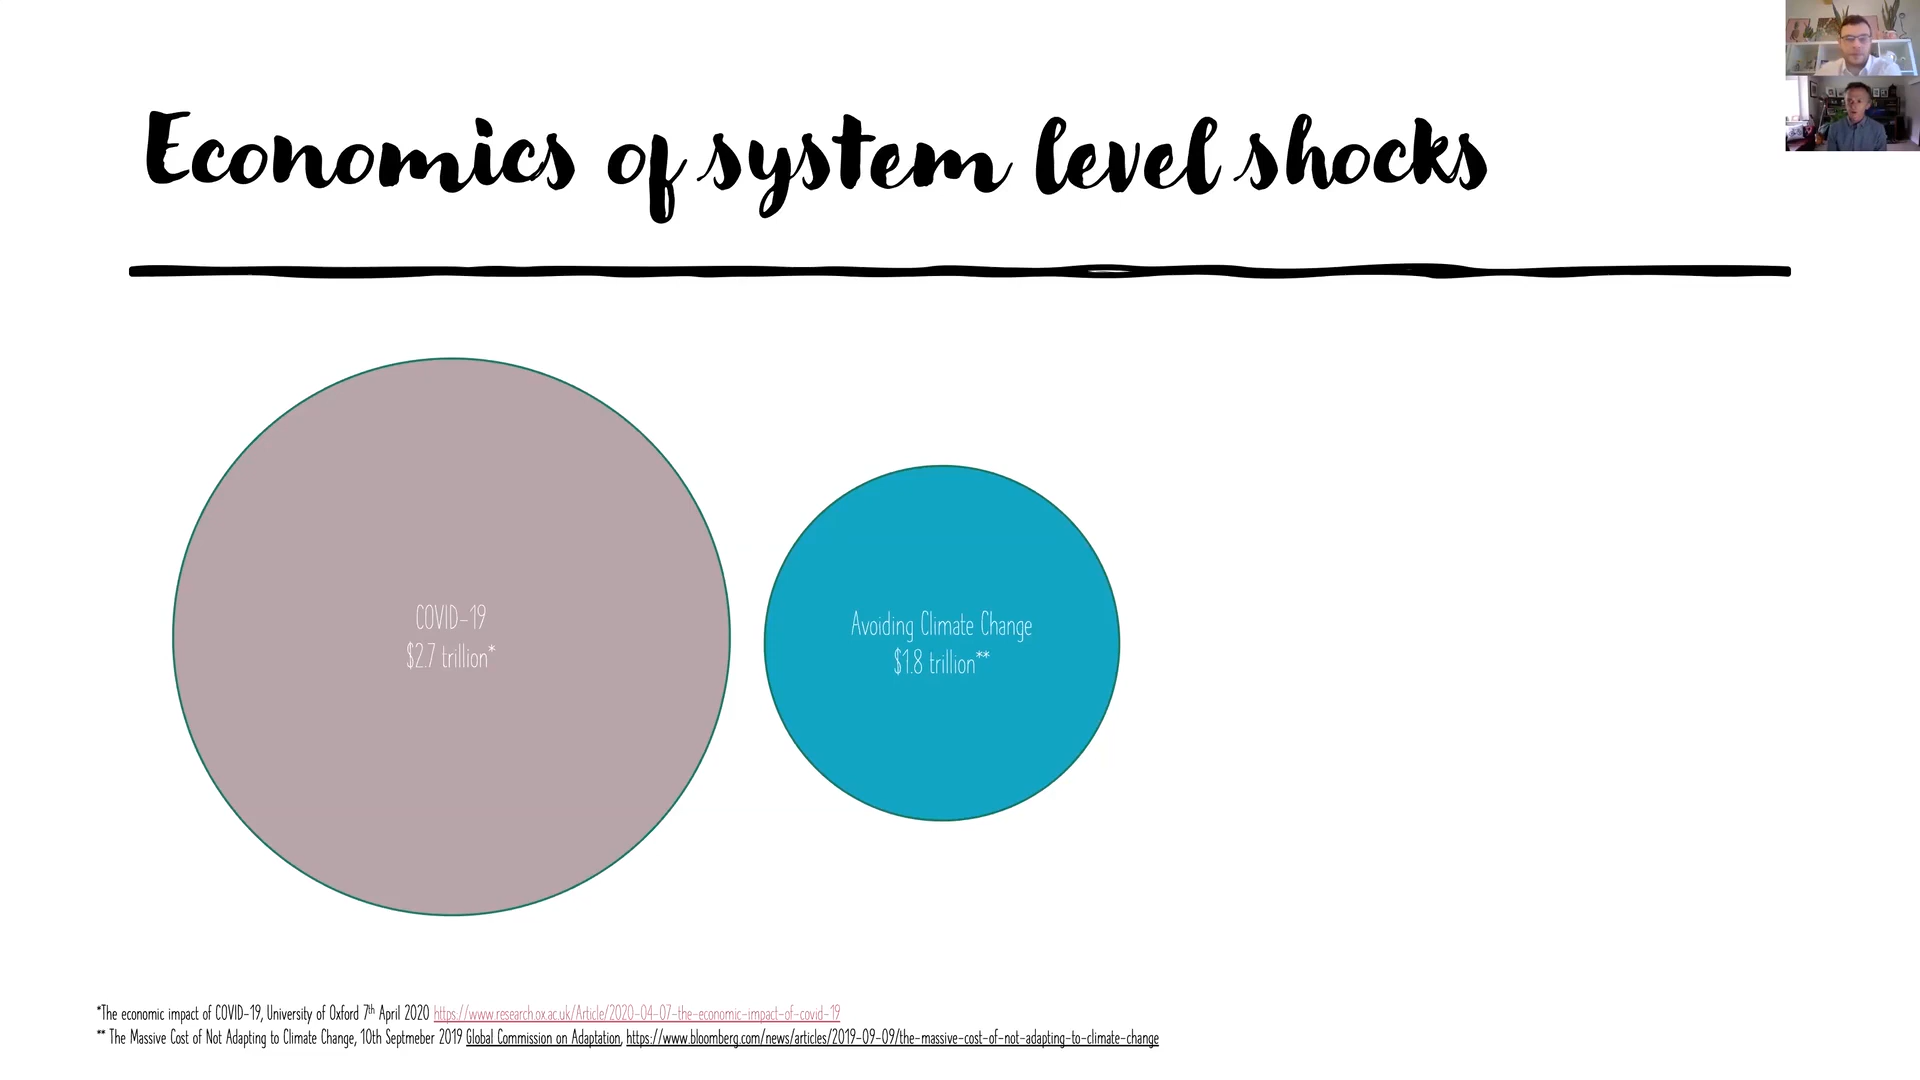 Economics of system level shocks
COVID-19
$2.7 trillion*
Avoiding Climate Change
$1.8 trillion**
*The economic impact of COVID-19, University of Oxford 7th April 2020 https://www.research.ox.ac.uk/Article/2020-04-07-the-economic-impact-of-covid-19
** The Massive Cost of Not Adapting to Climate Change, 10th Septmeber 2019 Global Commission on Adaptation, https://www.bloomberg.com/news/articles/2019-09-09/the-massive-cost-of-not-adapting-to-climate-change